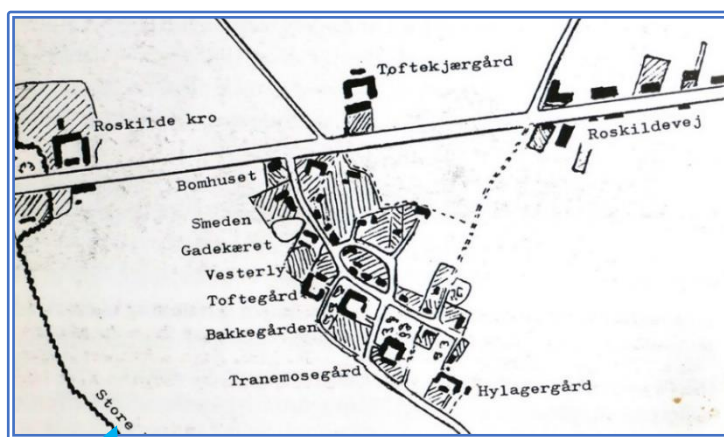 Toftekjærgård
Roskilde kro
Roskildevej
Bomhuset
Smeden
Gadekæret
Vesterly
Toftegård
Bakkegården
Tranemosegård
Hylagergård
Store